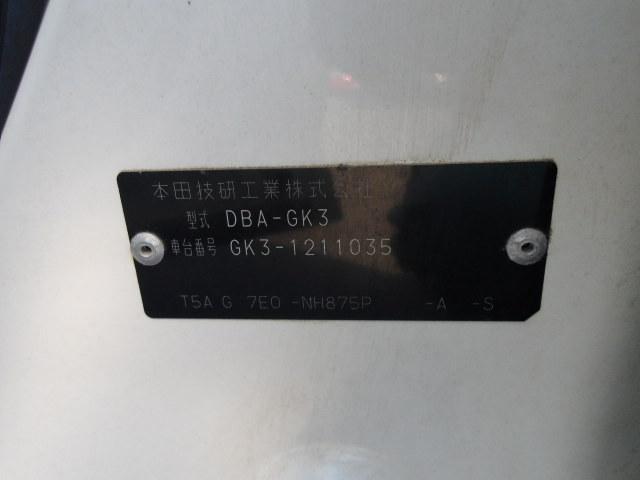 本田技研工業株式会社
型式 DBA-GK3
車台番号 GK3-1211035
T5A G 7E0 -NH875P -A -S